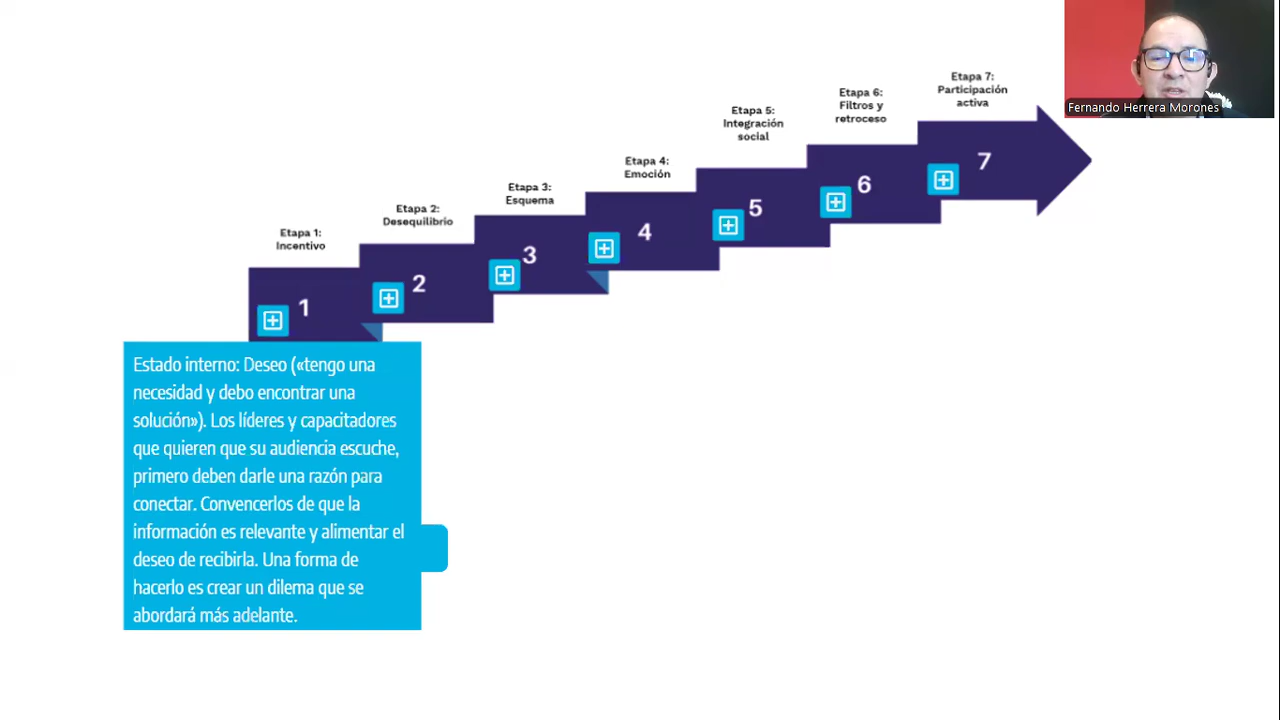 Fernando Herrera Morones
Etapa 7:
Participación
activa
Etapa 6:
Filtros y
retroceso
Etapa 5:
Integración
social
Etapa 4:
Emoción
Etapa 3:
Esquema
Etapa 2:
Desequilibrio
Etapa 1:
Incentivo
1
2
3
4
5
6
7
Estado interno: Deseo («tengo una
necesidad y debo encontrar una
solución»). Los líderes y capacitadores
que quieren que su audiencia escuche,
primero deben darle una razón para
conectar. Convencerlos de que la
información es relevante y alimentar el
deseo de recibirla. Una forma de
hacerlo es crear un dilema que se
abordará más adelante.